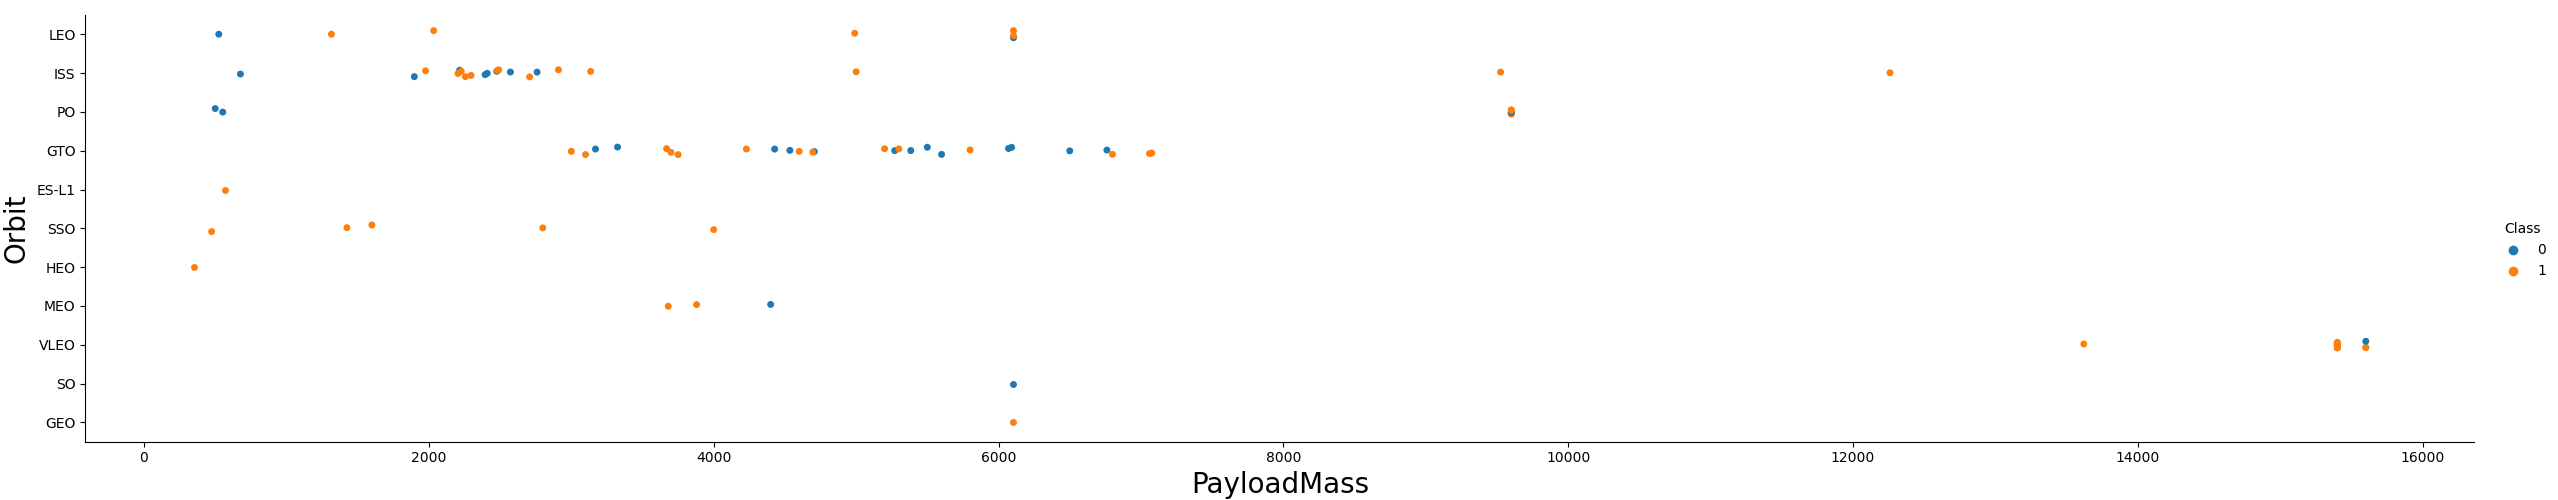 LEO
ISS
PO
GTO
ES-L1
SSO
HEO
MEO
VLEO
SO
GEO
Orbit
0 2000 4000 6000 8000 10000 12000 14000 16000
PayloadMass
Class
0
1